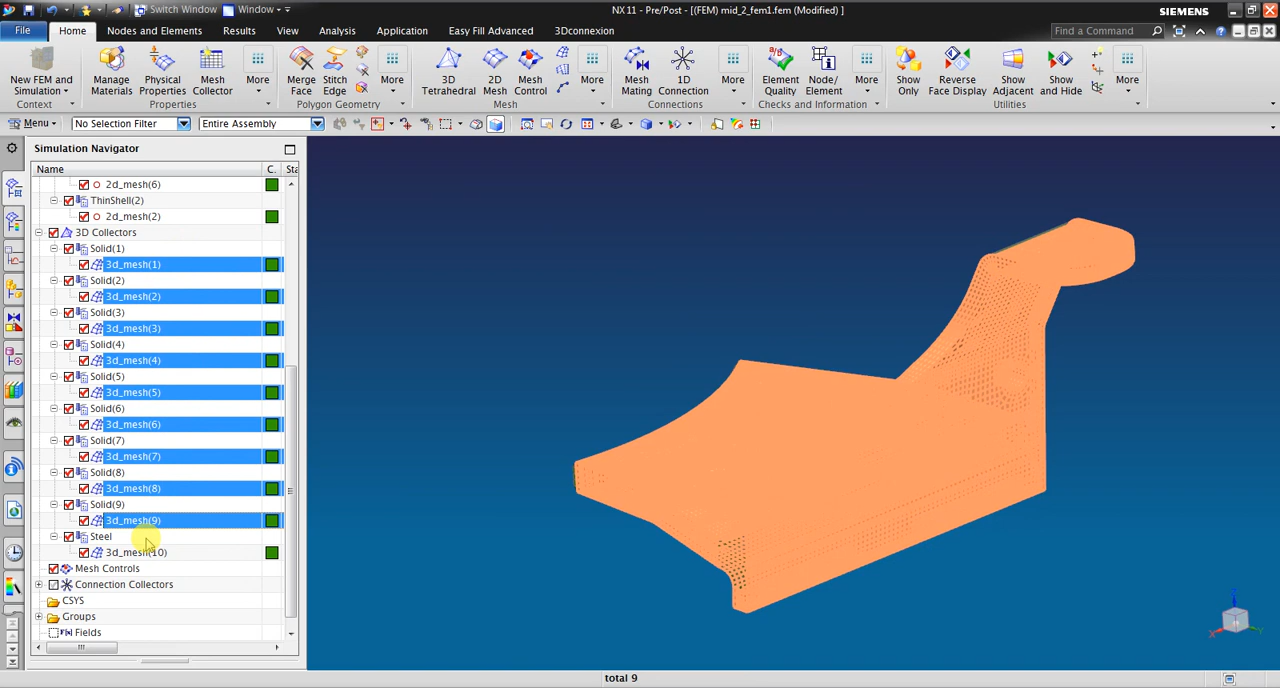 Switch Window Window NX 11 - Pre/Post - [(FEM) mid_2_fem1.fem (Modified) ] SIEMENS
File Home Nodes and Elements Results View Analysis Application Easy Fill Advanced 3Dconnexion Find a Command
New FEM and Simulation
Manage Materials
Physical Properties
Mesh Collector
More
Merge Face
Stitch Edge
More
3D Tetrahedral
2D Mesh
Mesh Control
More
Mesh Mating
1D Connection
More
Element Quality
Node/ Element
More
Show Only
Reverse Face Display
Show Adjacent
Show and Hide
More
Context Properties Polygon Geometry Mesh Connections Checks and Information Utilities
Menu No Selection Filter Entire Assembly
Simulation Navigator
Name C. Sta
2d_mesh(6)
ThinShell(2)
2d_mesh(2)
3D Collectors
Solid(1)
3d_mesh(1)
Solid(2)
3d_mesh(2)
Solid(3)
3d_mesh(3)
Solid(4)
3d_mesh(4)
Solid(5)
3d_mesh(5)
Solid(6)
3d_mesh(6)
Solid(7)
3d_mesh(7)
Solid(8)
3d_mesh(8)
Solid(9)
3d_mesh(9)
Steel
3d_mesh(10)
Mesh Controls
Connection Collectors
CSYS
Groups
Fields
total 9